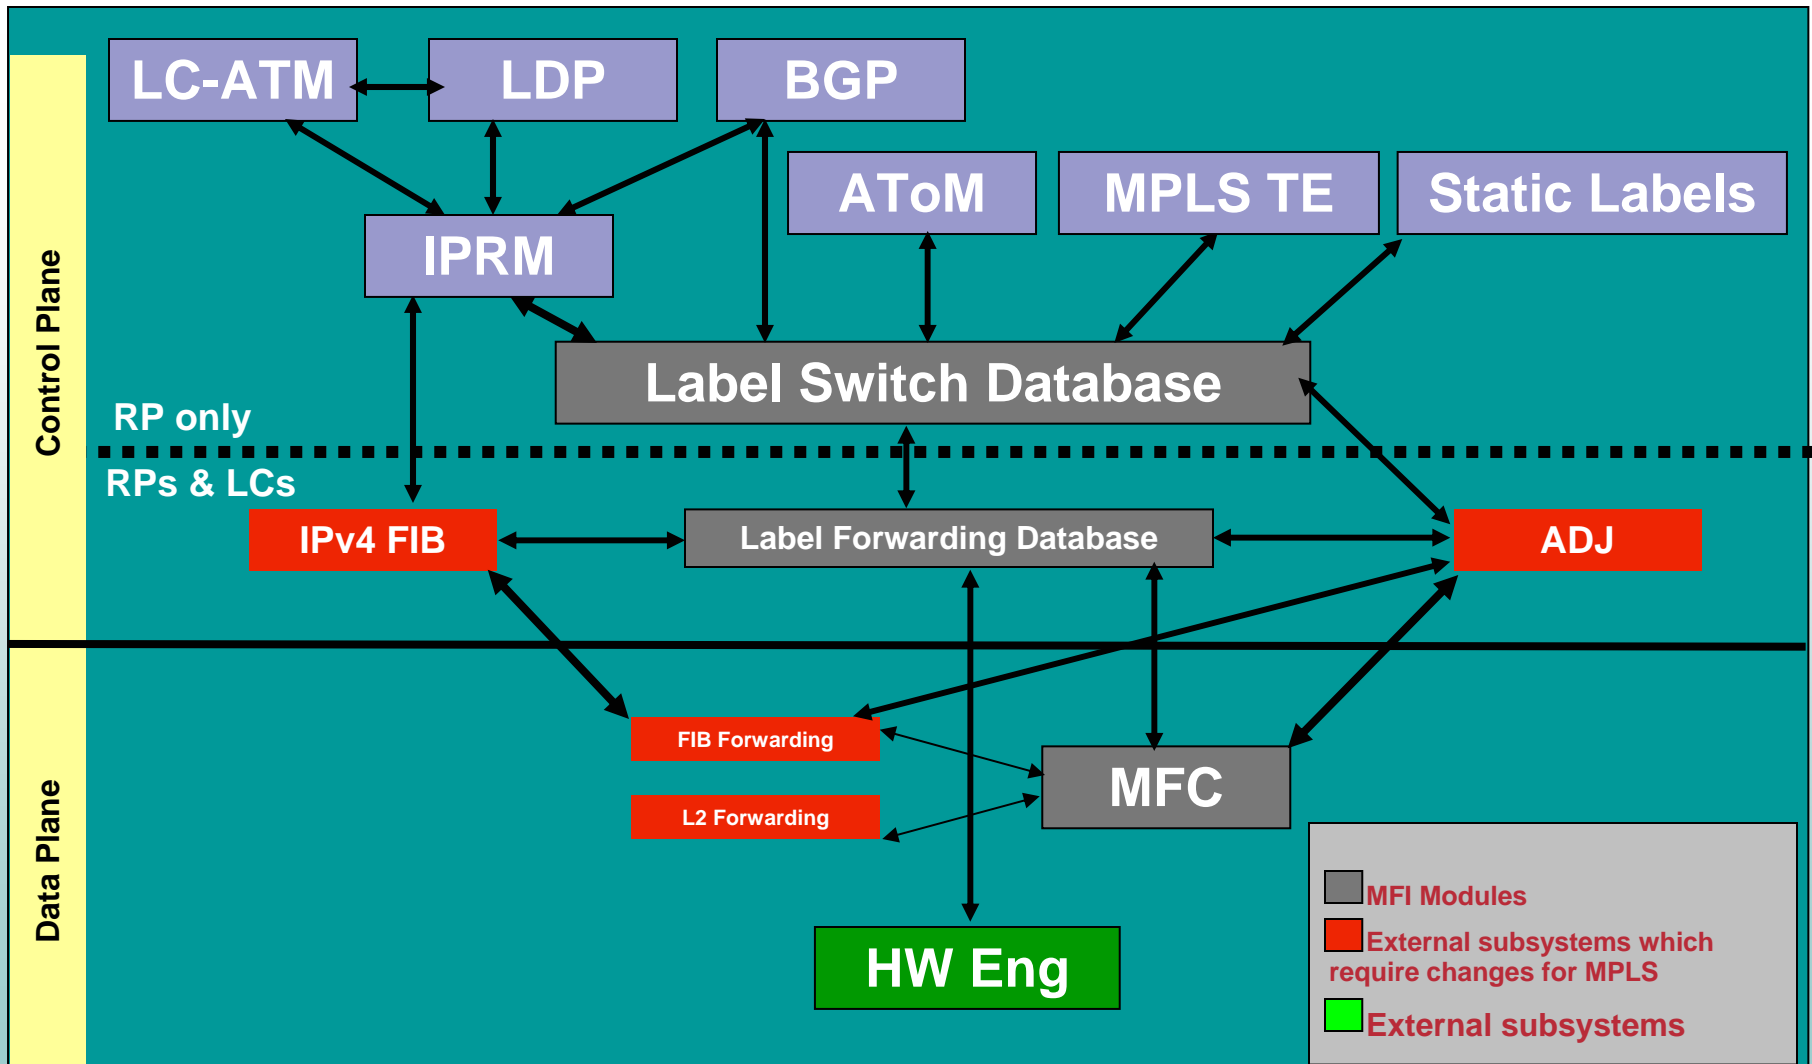 LC-ATM
LDP
BGP
AToM
MPLS TE
Static Labels
IPRM
Control Plane
Label Switch Database
RP only
RPs & LCs
IPv4 FIB
Label Forwarding Database
ADJ
Data Plane
FIB Forwarding
MFC
L2 Forwarding
HW Eng
MFI Modules
External subsystems which
require changes for MPLS
External subsystems